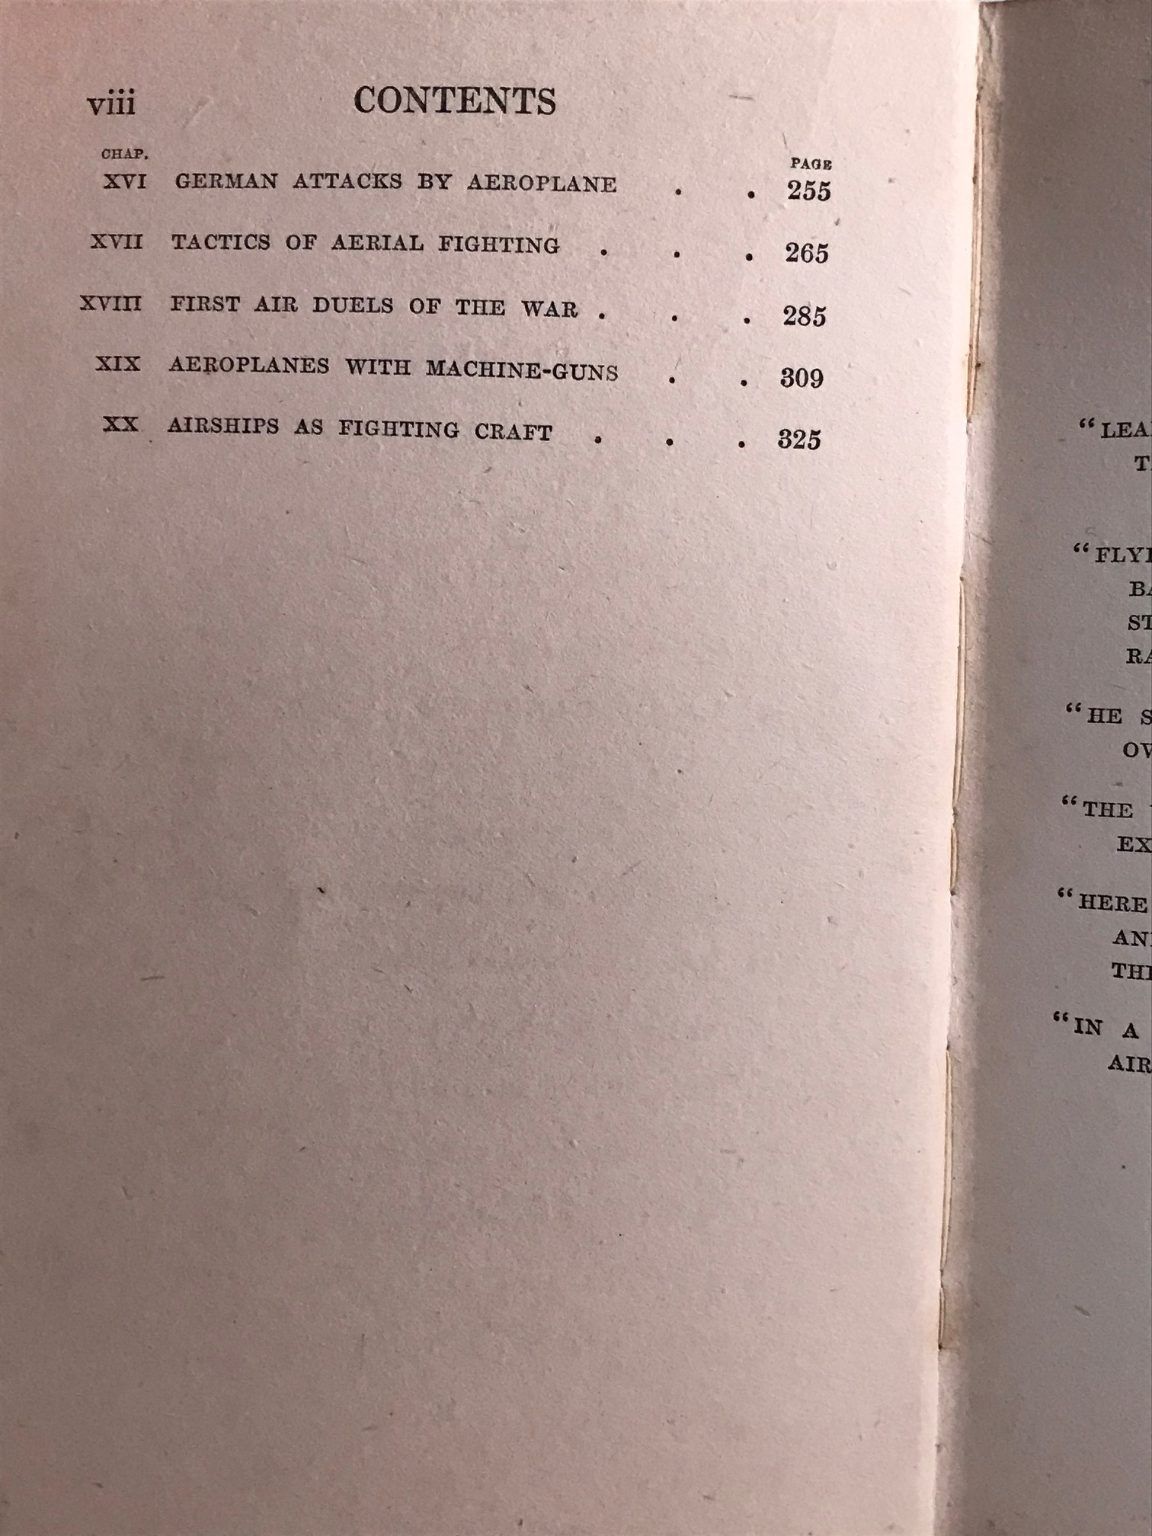 viii CONTENTS
CHAP. PAGE
XVI GERMAN ATTACKS BY AEROPLANE . . 255
XVII TACTICS OF AERIAL FIGHTING . . . 265
XVIII FIRST AIR DUELS OF THE WAR . . . 285
XIX AEROPLANES WITH MACHINE-GUNS . . 309
XX AIRSHIPS AS FIGHTING CRAFT . . . 325
"HE
"THE
"HERE
"IN A
AIR